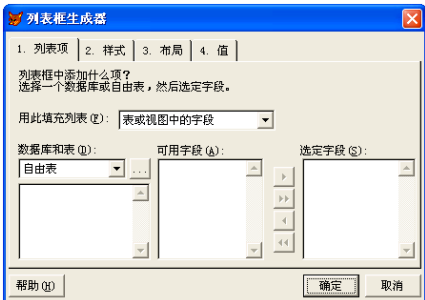 列表框生成器
1. 列表项 2. 样式 3. 布局 4. 值
列表框中添加什么项?
选择一个数据库或自由表，然后选定字段。
用此填充列表(F): 表或视图中的字段
数据库和表(D): 可用字段(A): 选定字段(S):
自由表 ...
帮助(H) 确定 取消